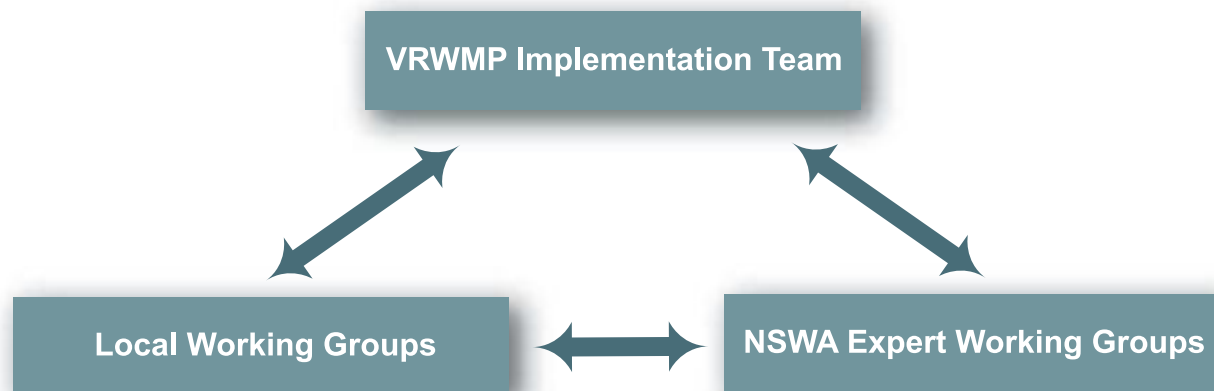 VRWMP Implementation Team
Local Working Groups
NSWA Expert Working Groups